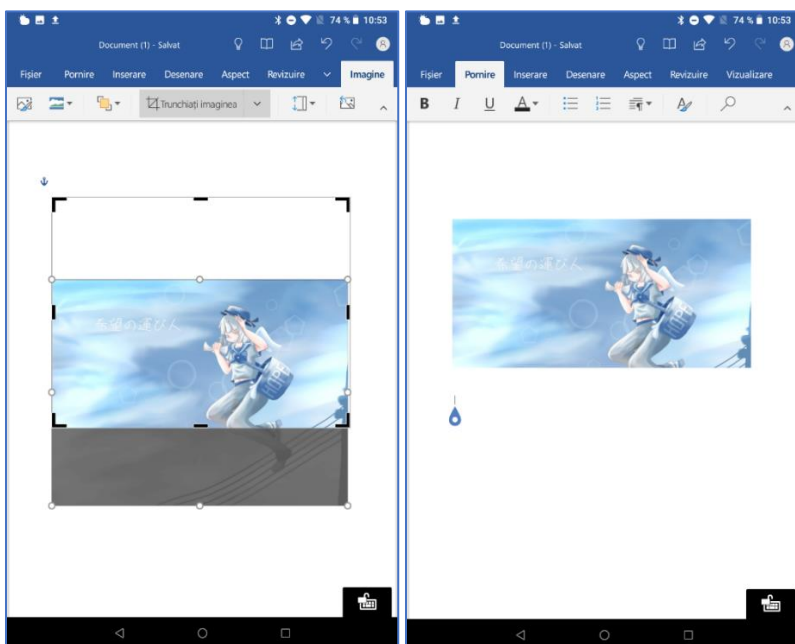 74 % 10:53
Document (1) - Salvat
Fișier Pornire Inserare Desenare Aspect Revizuire Imagine
Trunchiați imaginea
希望の運び人
HOPE
74 % 10:53
Document (1) - Salvat
Fișier Pornire Inserare Desenare Aspect Revizuire Vizualizare
B I U A
希望の運び人
HOPE